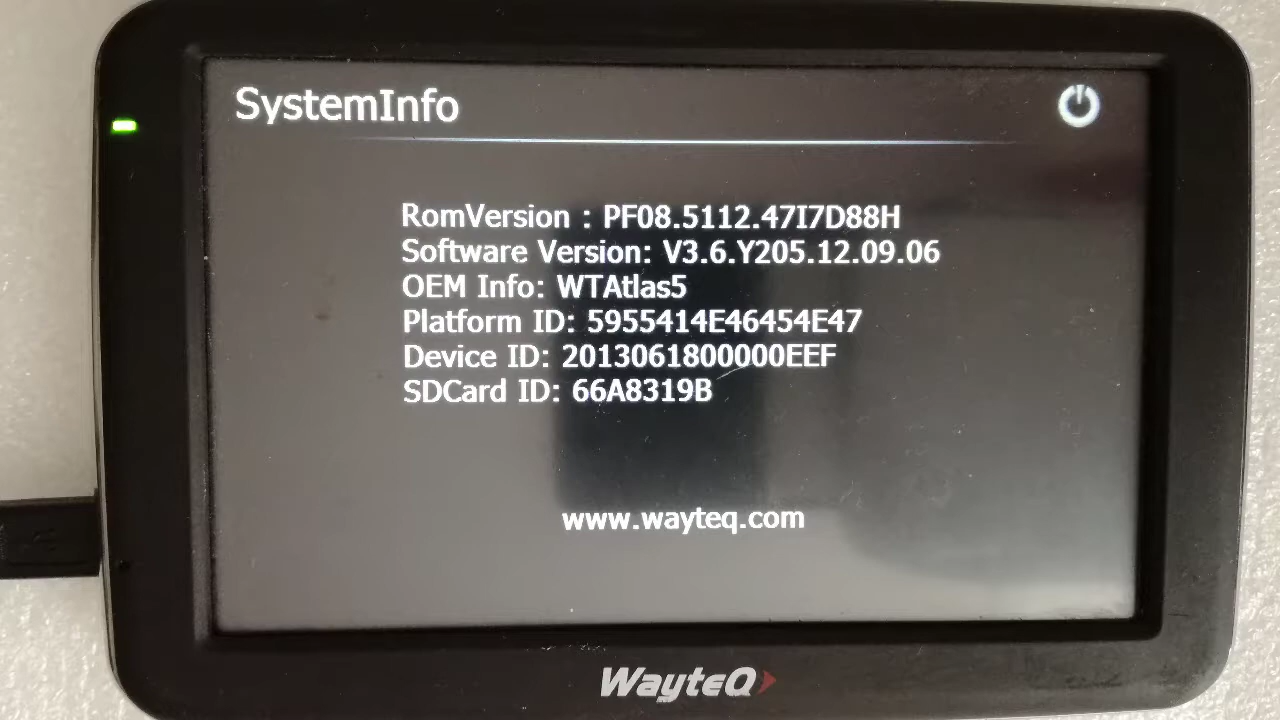 SystemInfo
RomVersion : PF08.5112.47I7D88H
Software Version: V3.6.Y205.12.09.06
OEM Info: WTAtlas5
Platform ID: 5955414E46454E47
Device ID: 2013061800000EEF
SDCard ID: 66A8319B
www.wayteq.com
WayteQ